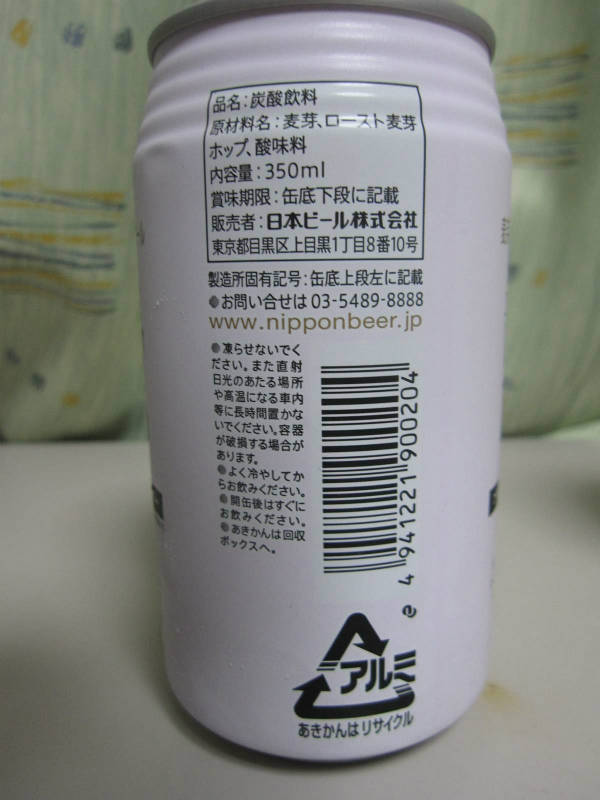 品名:炭酸飲料
原材料名:麦芽、ロースト麦芽
ホップ、酸味料
内容量:350ml
賞味期限:缶底下段に記載
販売者:日本ビール株式会社
東京都目黒区上目黒1丁目8番10号
製造所固有記号:缶底上段左に記載
●お問い合せは 03-5489-8888
www.nipponbeer.jp
●凍らせないでく
ださい。また直射
日光のあたる場所
や高温になる車内
等に長時間置かな
いでください。容器
が破損する場合が
あります。
●よく冷やしてか
らお飲みください。
●開缶後はすぐに
お飲みください。
●あきかんは回収
ボックスへ。
4 941221 900204
アルミ
あきかんはリサイクル